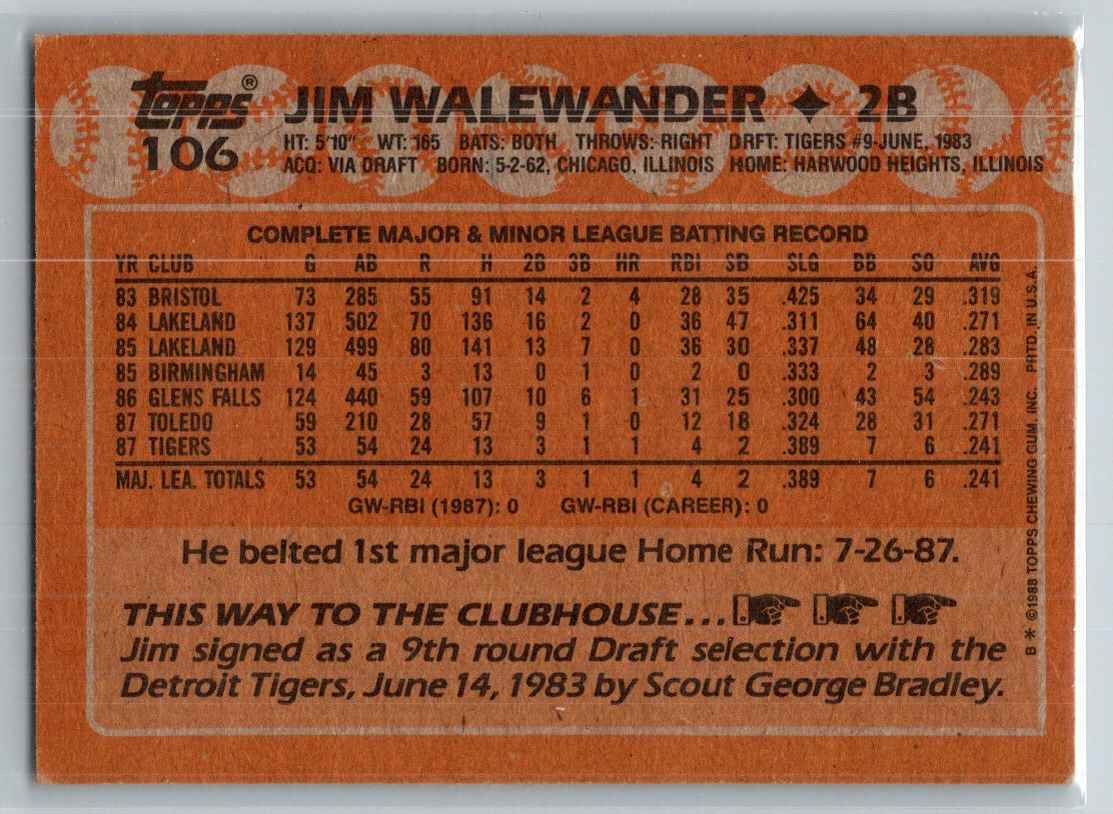 Topps® JIM WALEWANDER ✦ 2B
106 HT: 5'10" WT: 165 BATS: BOTH THROWS: RIGHT DRFT: TIGERS #9-JUNE, 1983
ACQ: VIA DRAFT BORN: 5-2-62, CHICAGO, ILLINOIS HOME: HARWOOD HEIGHTS, ILLINOIS
COMPLETE MAJOR & MINOR LEAGUE BATTING RECORD
YR CLUB G AB R H 2B 3B HR RBI SB SLG BB SO AVG
83 BRISTOL 73 285 55 91 14 2 4 28 35 .425 34 29 .319
84 LAKELAND 137 502 70 136 16 2 0 36 47 .311 64 40 .271
85 LAKELAND 129 499 80 141 13 7 0 36 30 .337 48 28 .283
85 BIRMINGHAM 14 45 3 13 0 1 0 2 0 .333 2 3 .289
86 GLENS FALLS 124 440 59 107 10 6 1 31 25 .300 43 54 .243
87 TOLEDO 59 210 28 57 9 1 0 12 18 .324 28 31 .271
87 TIGERS 53 54 24 13 3 1 1 4 2 .389 7 6 .241
MAJ. LEA. TOTALS 53 54 24 13 3 1 1 4 2 .389 7 6 .241
GW-RBI (1987): 0 GW-RBI (CAREER): 0
He belted 1st major league Home Run: 7-26-87.
THIS WAY TO THE CLUBHOUSE...
Jim signed as a 9th round Draft selection with the
Detroit Tigers, June 14, 1983 by Scout George Bradley.
B * ©1988 TOPPS CHEWING GUM, INC. PRTD. IN U.S.A.